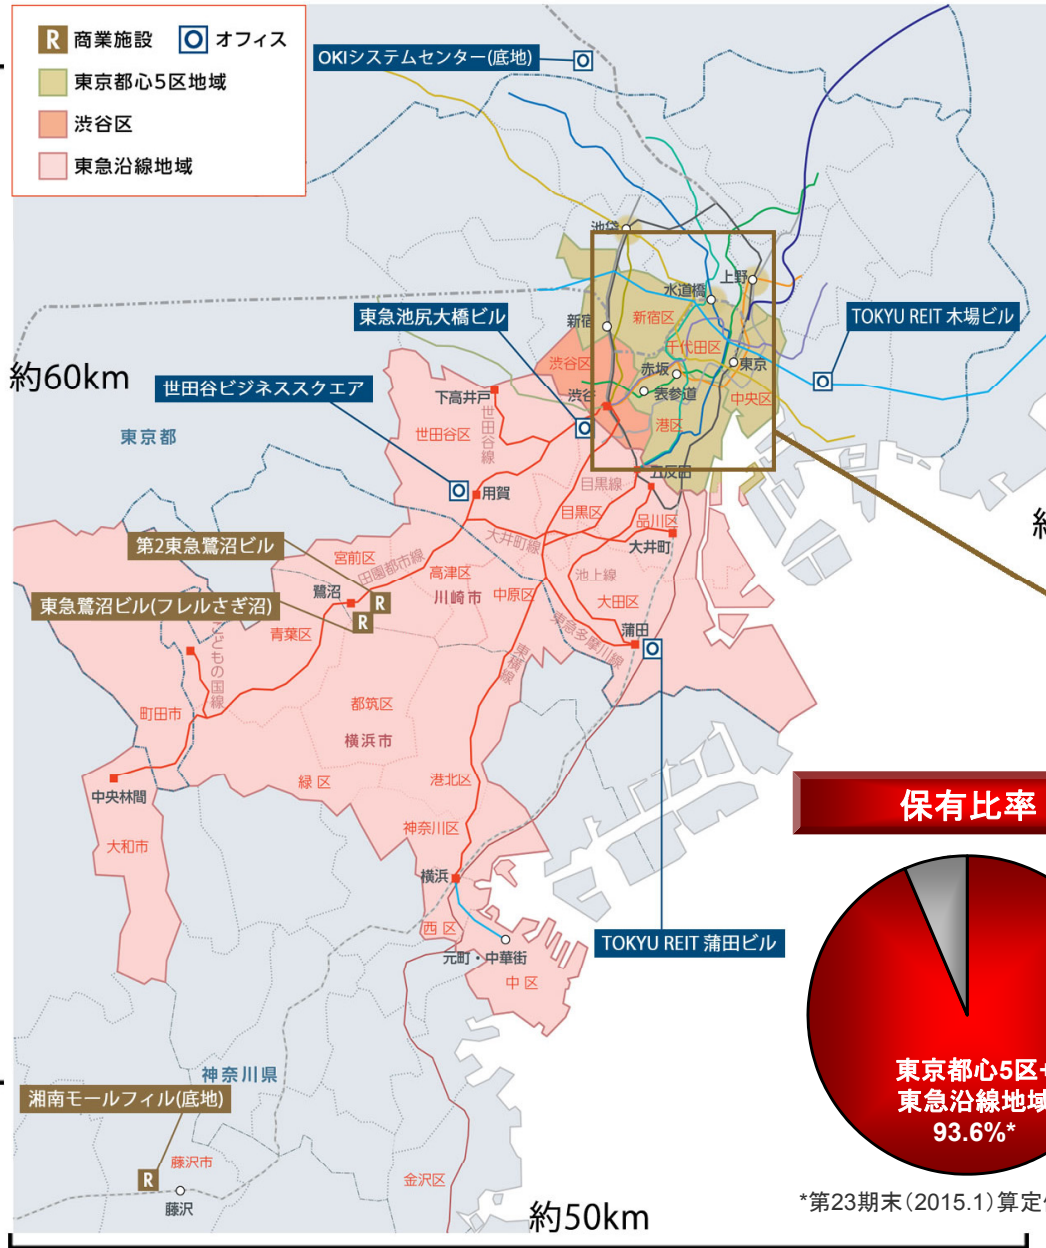 R 商業施設 オフィス
東京都心5区地域
渋谷区
東急沿線地域
OKIシステムセンター(底地)
池袋
上野
水道橋
東急池尻大橋ビル
新宿
新宿区
TOKYU REIT 木場ビル
千代田区
渋谷区
赤坂
東京
約60km
世田谷ビジネススクエア
下高井戸
渋谷
表参道
中央区
世田谷線
世田谷区
港区
東京都
五反田
目黒線
用賀
目黒区
品川区
大井町線
大井町
第2東急鷺沼ビル
宮前区
田園都市線
高津区
池上線
鷺沼
川崎市
中原区
大田区
東急鷺沼ビル(フレルさぎ沼)
R
R
青葉区
こどもの国線
東急多摩川線
蒲田
東横線
町田市
都筑区
横浜市
中央林間
緑区
港北区
保有比率
神奈川区
大和市
横浜
西区
TOKYU REIT 蒲田ビル
元町・中華街
中区
神奈川県
東京都心5区+
東急沿線地域
93.6%*
湘南モールフィル(底地)
藤沢市
R
金沢区
藤沢
*第23期末(2015.1)算定
約50km